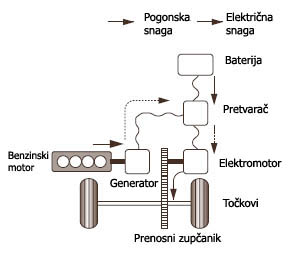 Pogonska
snaga
Električna
snaga
Baterija
Pretvarač
Benzinski
motor
Elektromotor
Generator
Točkovi
Prenosni zupčanik